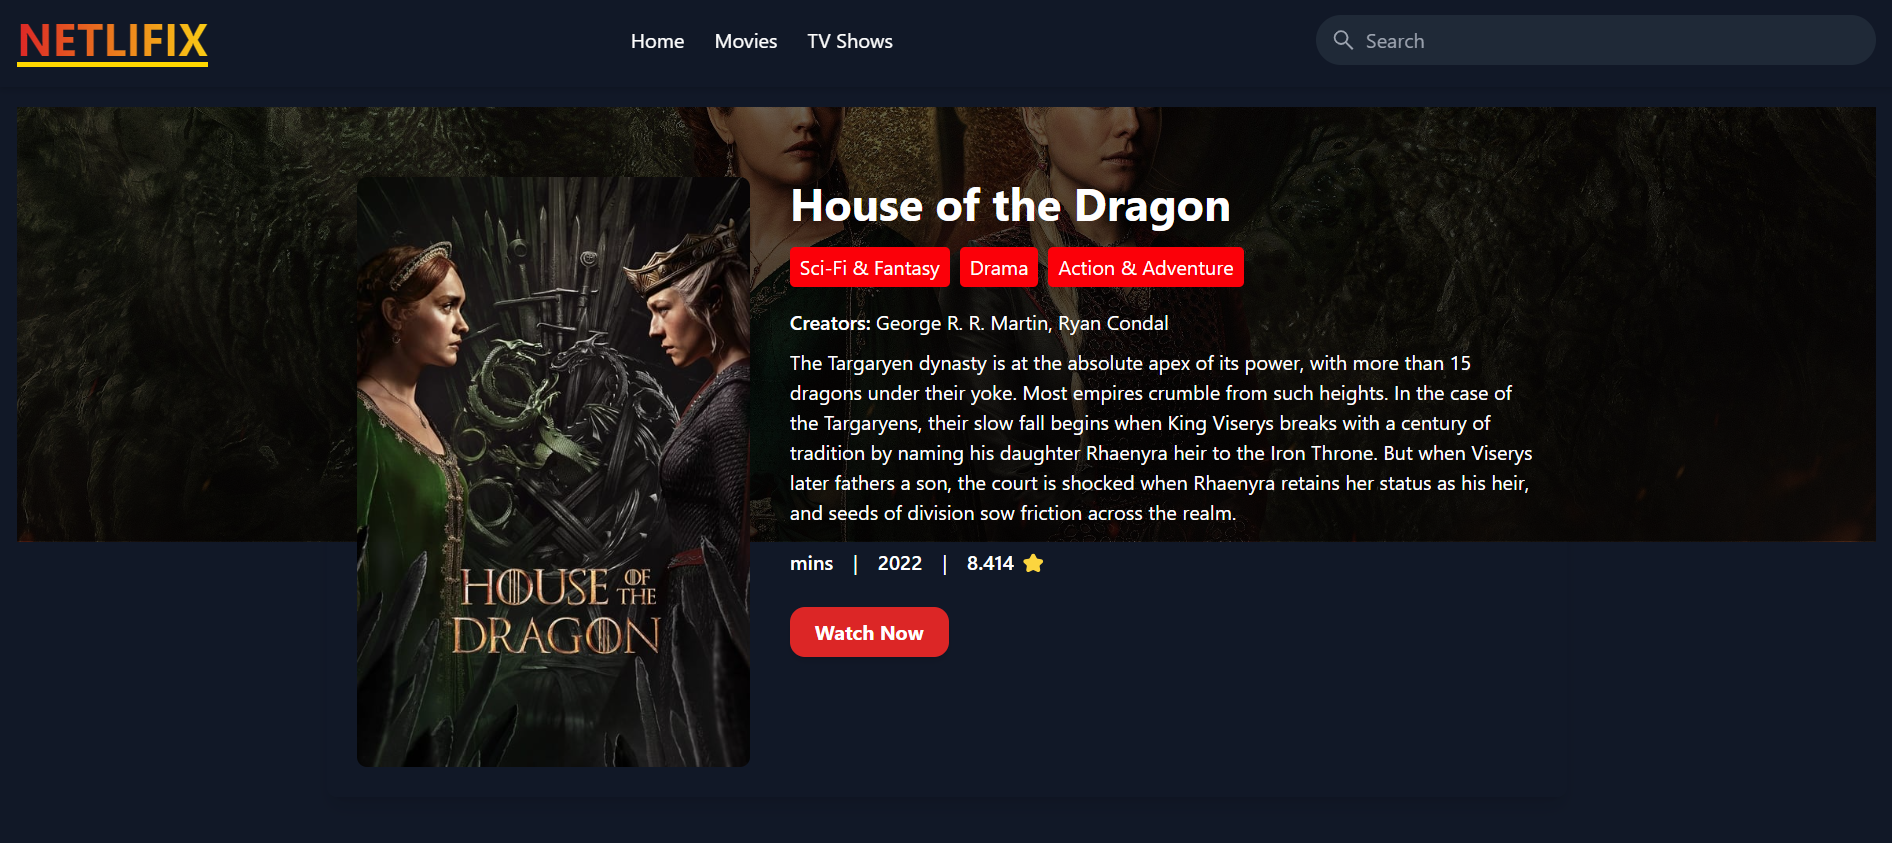 NETLIFIX
Home
Movies
TV Shows
Search
House of the Dragon
Sci-Fi & Fantasy
Drama
Action & Adventure
Creators: George R. R. Martin, Ryan Condal
The Targaryen dynasty is at the absolute apex of its power, with more than 15
dragons under their yoke. Most empires crumble from such heights. In the case of
the Targaryens, their slow fall begins when King Viserys breaks with a century of
tradition by naming his daughter Rhaenyra heir to the Iron Throne. But when Viserys
later fathers a son, the court is shocked when Rhaenyra retains her status as his heir,
and seeds of division sow friction across the realm.
mins | 2022 | 8.414
Watch Now
HOUSE OF THE
DRAGON